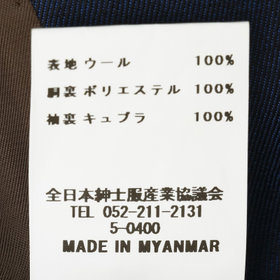 表地 ウール 100%
胴裏 ポリエステル 100%
袖裏 キュプラ 100%
全日本紳士服産業協議会
TEL 052-211-2131
5-0400
MADE IN MYANMAR